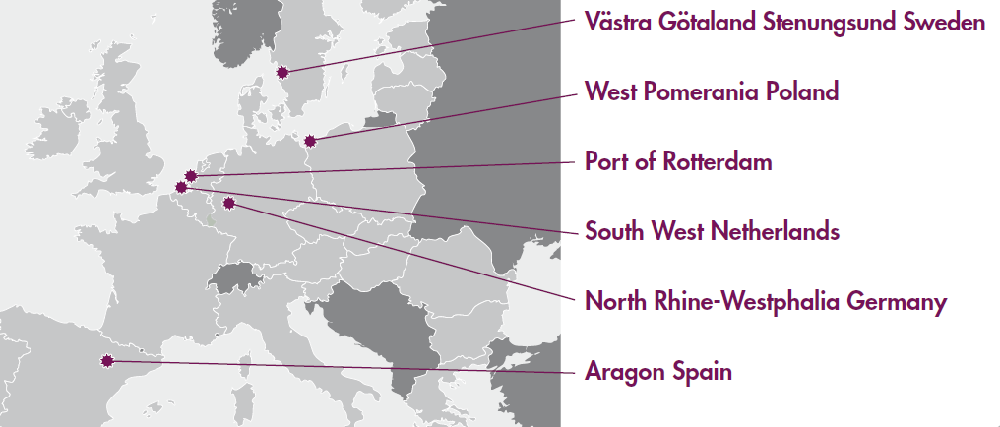 Västra Götaland Stenungsund Sweden
West Pomerania Poland
Port of Rotterdam
South West Netherlands
North Rhine-Westphalia Germany
Aragon Spain